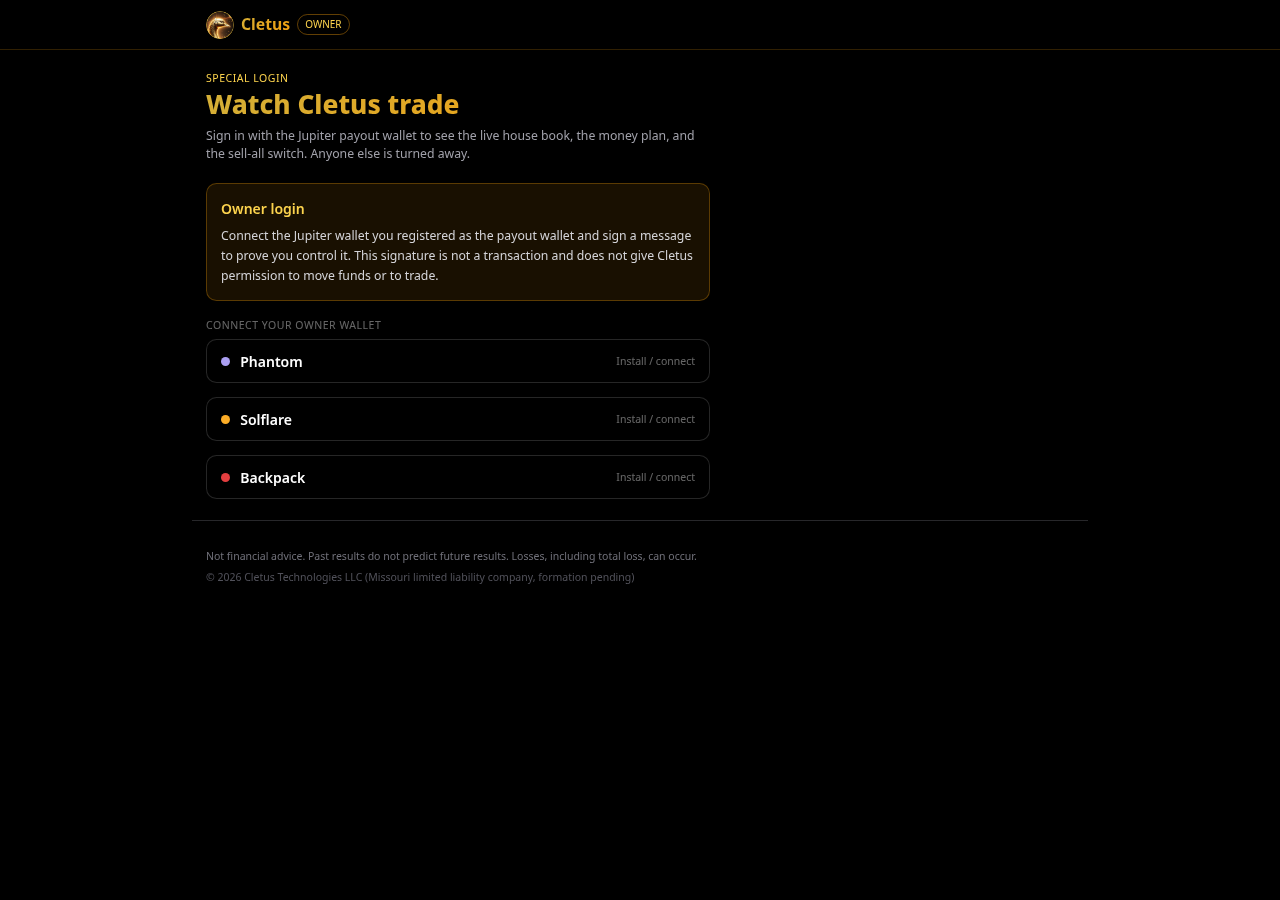 Cletus OWNER
SPECIAL LOGIN
Watch Cletus trade
Sign in with the Jupiter payout wallet to see the live house book, the money plan, and
the sell-all switch. Anyone else is turned away.
Owner login
Connect the Jupiter wallet you registered as the payout wallet and sign a message
to prove you control it. This signature is not a transaction and does not give Cletus
permission to move funds or to trade.
CONNECT YOUR OWNER WALLET
Phantom Install / connect
Solflare Install / connect
Backpack Install / connect
Not financial advice. Past results do not predict future results. Losses, including total loss, can occur.
© 2026 Cletus Technologies LLC (Missouri limited liability company, formation pending)